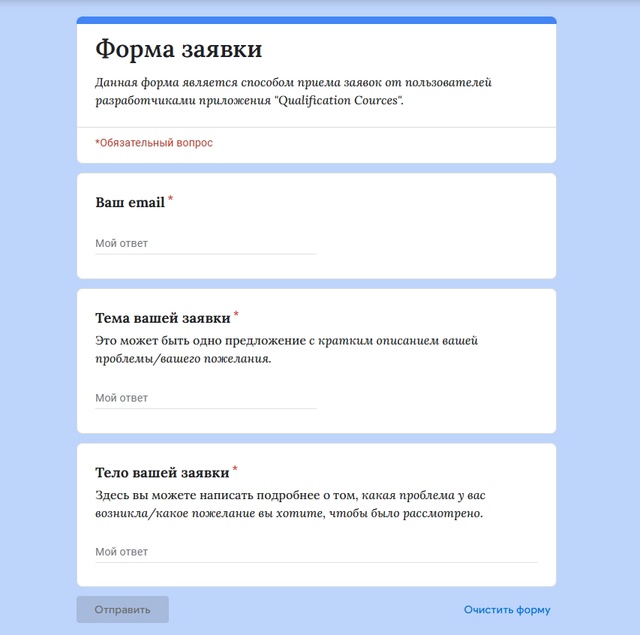 Форма заявки
Данная форма является способом приема заявок от пользователей
разработчиками приложения "Qualification Cources".
*Обязательный вопрос
Ваш email *
Мой ответ
Тема вашей заявки *
Это может быть одно предложение с кратким описанием вашей
проблемы/вашего пожелания.
Мой ответ
Тело вашей заявки *
Здесь вы можете написать подробнее о том, какая проблема у вас
возникла/какое пожелание вы хотите, чтобы было рассмотрено.
Мой ответ
Отправить
Очистить форму